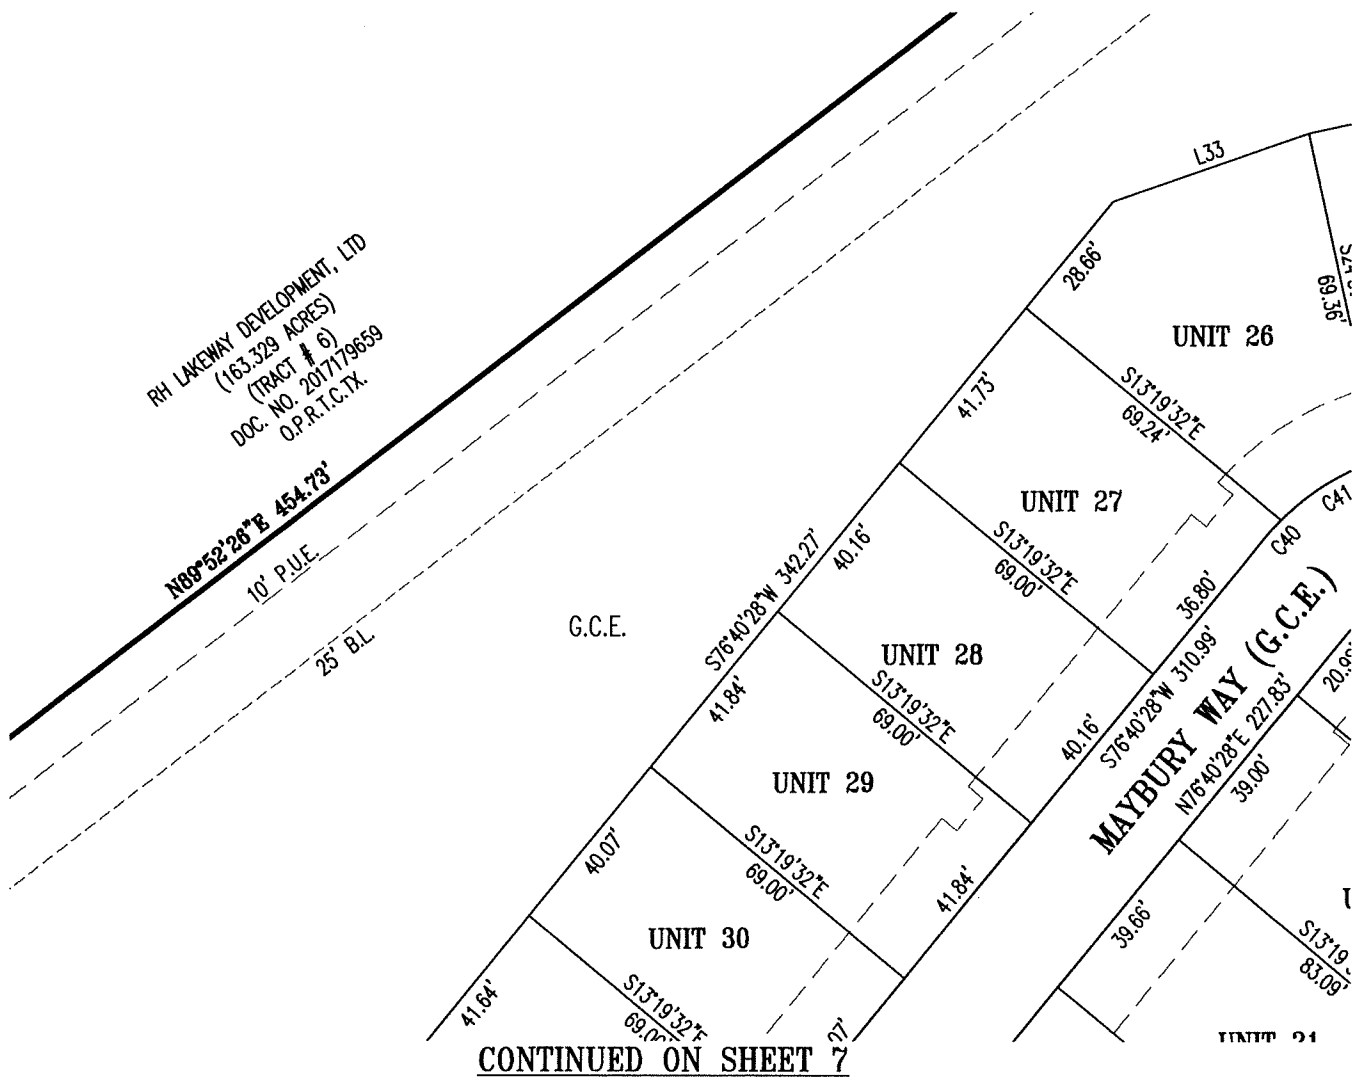 RH LAKEWAY DEVELOPMENT, LTD
(163.329 ACRES)
(TRACT # 6)
DOC. NO. 2017179659
O.P.R.T.C.TX.
N89°52'26"E 454.73'
10' P.U.E.
25' B.L.
G.C.E.
L33
28.66'
69.36'
UNIT 26
S13°19'32"E
69.24'
41.73'
UNIT 27
S13°19'32"E
69.00'
C41
C40
36.80'
S76°40'28"W 342.27'
40.16'
UNIT 28
S13°19'32"E
69.00'
40.16'
S76°40'28"W 310.99'
MAYBURY WAY (G.C.E.)
N76°40'28"E 227.83'
39.00'
41.84'
UNIT 29
S13°19'32"E
69.00'
41.84'
40.07'
UNIT 30
S13°19'32"E
39.66'
83.09'
41.64'
UNIT 21
CONTINUED ON SHEET 7